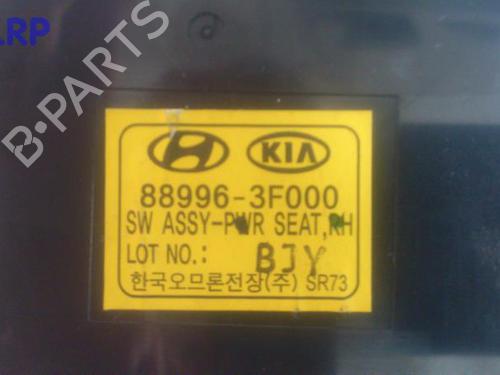 RP
B-PARTS
KIA
88996-3F000
SW ASSY-PWR SEAT,RH
LOT NO.: BJY
한국오므론전장(주) SR73